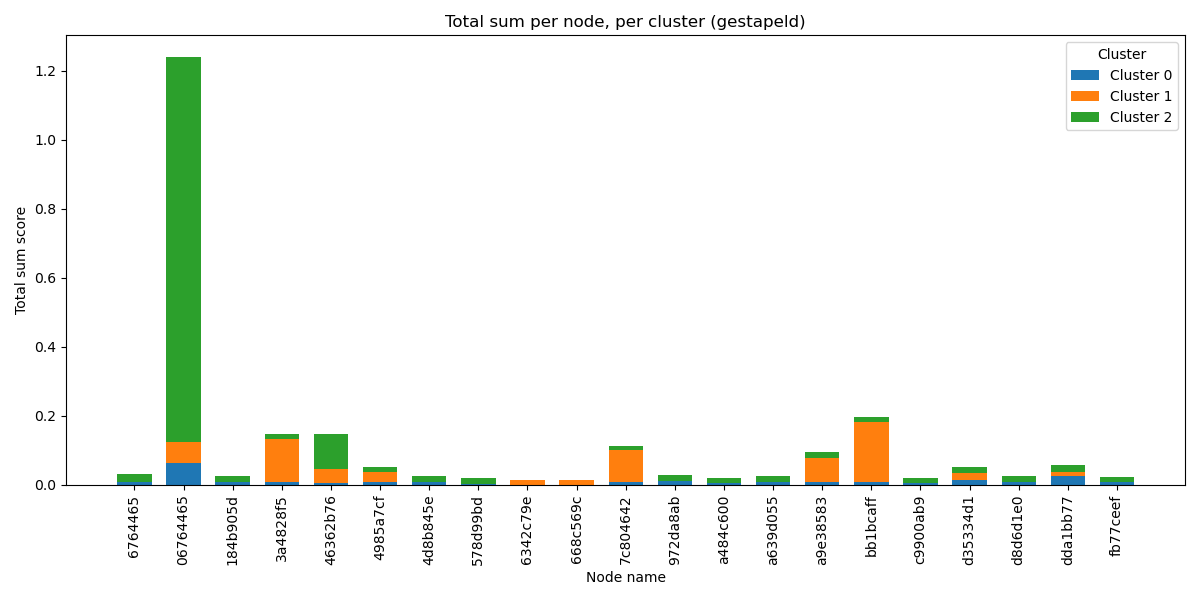 Total sum per node, per cluster (gestapeld)
Cluster
Cluster 0
Cluster 1
Cluster 2
Total sum score
1.2
1.0
0.8
0.6
0.4
0.2
0.0
6764465
06764465
184b905d
3a4828f5
46362b76
4985a7cf
4d8b845e
578d99bd
6342c79e
668c569c
7c804642
972da8ab
a484c600
a639d055
a9e38583
bb1bcaff
c9900ab9
d35334d1
d8d6d1e0
dda1bb77
fb77ceef
Node name